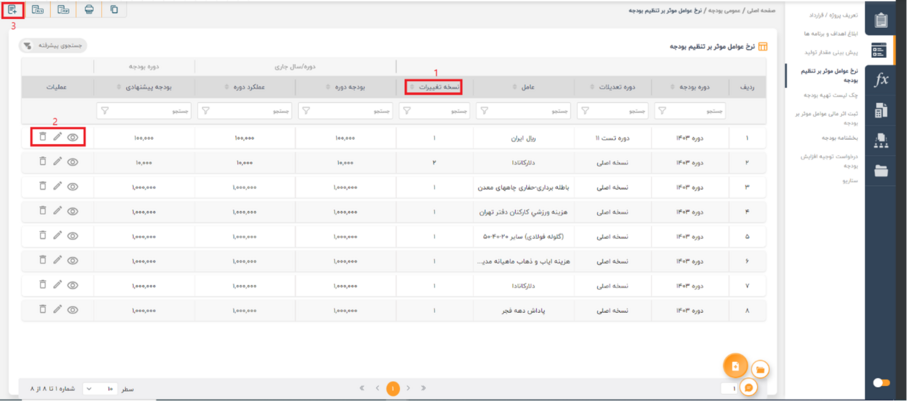 صفحه اصلی / عمومی بودجه / نرخ عوامل موثر بر تنظیم بودجه
3
تعریف پروژه / قرارداد
ابلاغ اهداف و برنامه ها
پیش بینی مقدار تولید
نرخ عوامل موثر بر تنظیم
بودجه
چک لیست تهیه بودجه
ثبت اثر مالی عوامل موثر بر
بودجه
بخشنامه بودجه
درخواست توجیه افزایش
بودجه
سناریو
نرخ عوامل موثر بر تنظیم بودجه
جستجوی پیشرفته
دوره/سال جاری دوره بودجه
1
ردیف دوره بودجه دوره تعدیلات عامل نسخه تغییرات بودجه دوره عملکرد دوره بودجه پیشنهادی عملیات
جستجو جستجو جستجو جستجو جستجو جستجو جستجو
2
۱ دوره ۱۴۰۳ دوره تست ۱۱ ریال ایران ۱ ۱۰۰,۰۰۰ ۱۰۰,۰۰۰ ۱۰۰,۰۰۰
۲ دوره ۱۴۰۳ نسخه اصلی دلارکانادا ۲ ۱۰,۰۰۰ ۱۰,۰۰۰ ۱۰,۰۰۰
۳ دوره ۱۴۰۳ نسخه اصلی باطله برداری-حفاری چاههای معدن ۱ ۱,۰۰۰,۰۰۰ ۱,۰۰۰,۰۰۰ ۱,۰۰۰,۰۰۰
۴ دوره ۱۴۰۳ نسخه اصلی هزینه ورزشی کارکنان دفتر تهران ۱ ۱,۰۰۰,۰۰۰ ۱,۰۰۰,۰۰۰ ۱,۰۰۰,۰۰۰
۵ دوره ۱۴۰۳ نسخه اصلی (گلوله فولادی) سایر ۲۰-۴۰-۵۰ ۱ ۱,۰۰۰,۰۰۰ ۱,۰۰۰,۰۰۰ ۱,۰۰۰,۰۰۰
۶ دوره ۱۴۰۳ نسخه اصلی هزینه ایاب و ذهاب ماهیانه مدی... ۱ ۱,۰۰۰,۰۰۰ ۱,۰۰۰,۰۰۰ ۱,۰۰۰,۰۰۰
۷ دوره ۱۴۰۳ نسخه اصلی دلارکانادا ۱ ۱,۰۰۰,۰۰۰ ۱,۰۰۰,۰۰۰ ۱,۰۰۰,۰۰۰
۸ دوره ۱۴۰۳ نسخه اصلی پاداش دهه فجر ۱ ۱,۰۰۰,۰۰۰ ۱,۰۰۰,۰۰۰ ۱,۰۰۰,۰۰۰
۱ « ‹ ۱ › » سطر ۱۰ شماره ۱ تا ۸ از ۸